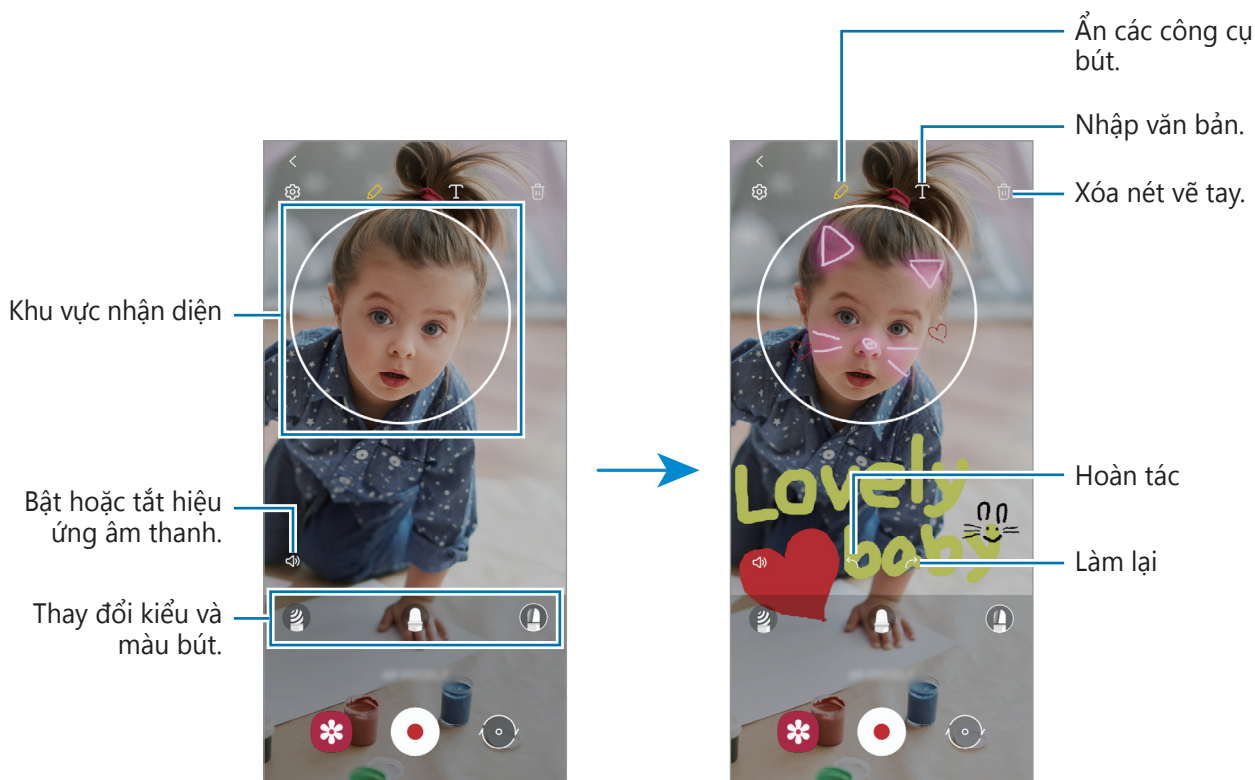 Ẩn các công cụ
bút.
Nhập văn bản.
Xóa nét vẽ tay.
T
T
Khu vực nhận diện
Bật hoặc tắt hiệu
ứng âm thanh.
Thay đổi kiểu và
màu bút.
Lovely
baby
Hoàn tác
Làm lại